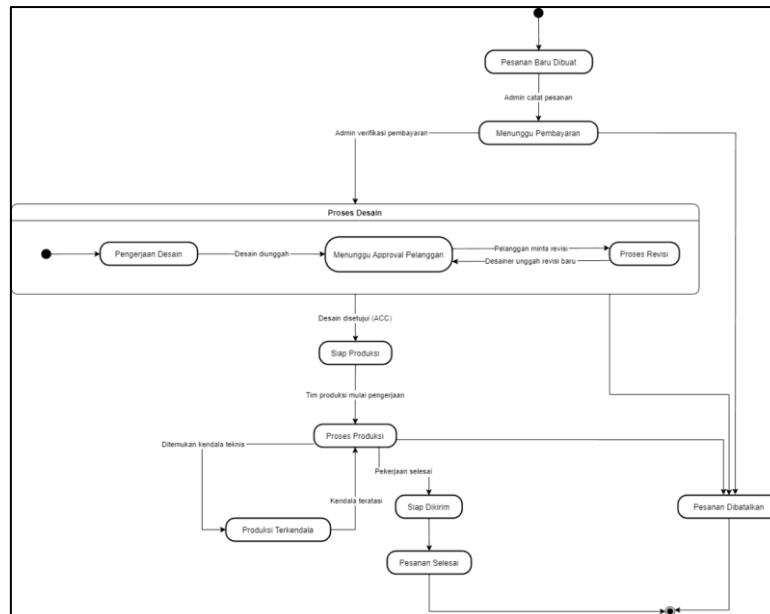 Pesanan Baru Dibuat
Admin catat pesanan
Menunggu Pembayaran
Admin verifikasi pembayaran
Proses Desain
Pengerjaan Desain
Desain diunggah
Menunggu Approval Pelanggan
Pelanggan minta revisi
Desainer unggah revisi baru
Proses Revisi
Desain disetujui (ACC)
Siap Produksi
Tim produksi mulai pengerjaan
Proses Produksi
Ditemukan kendala teknis
Pekerjaan selesai
Kendala teratasi
Produksi Terkendala
Siap Dikirim
Pesanan Dibatalkan
Pesanan Selesai